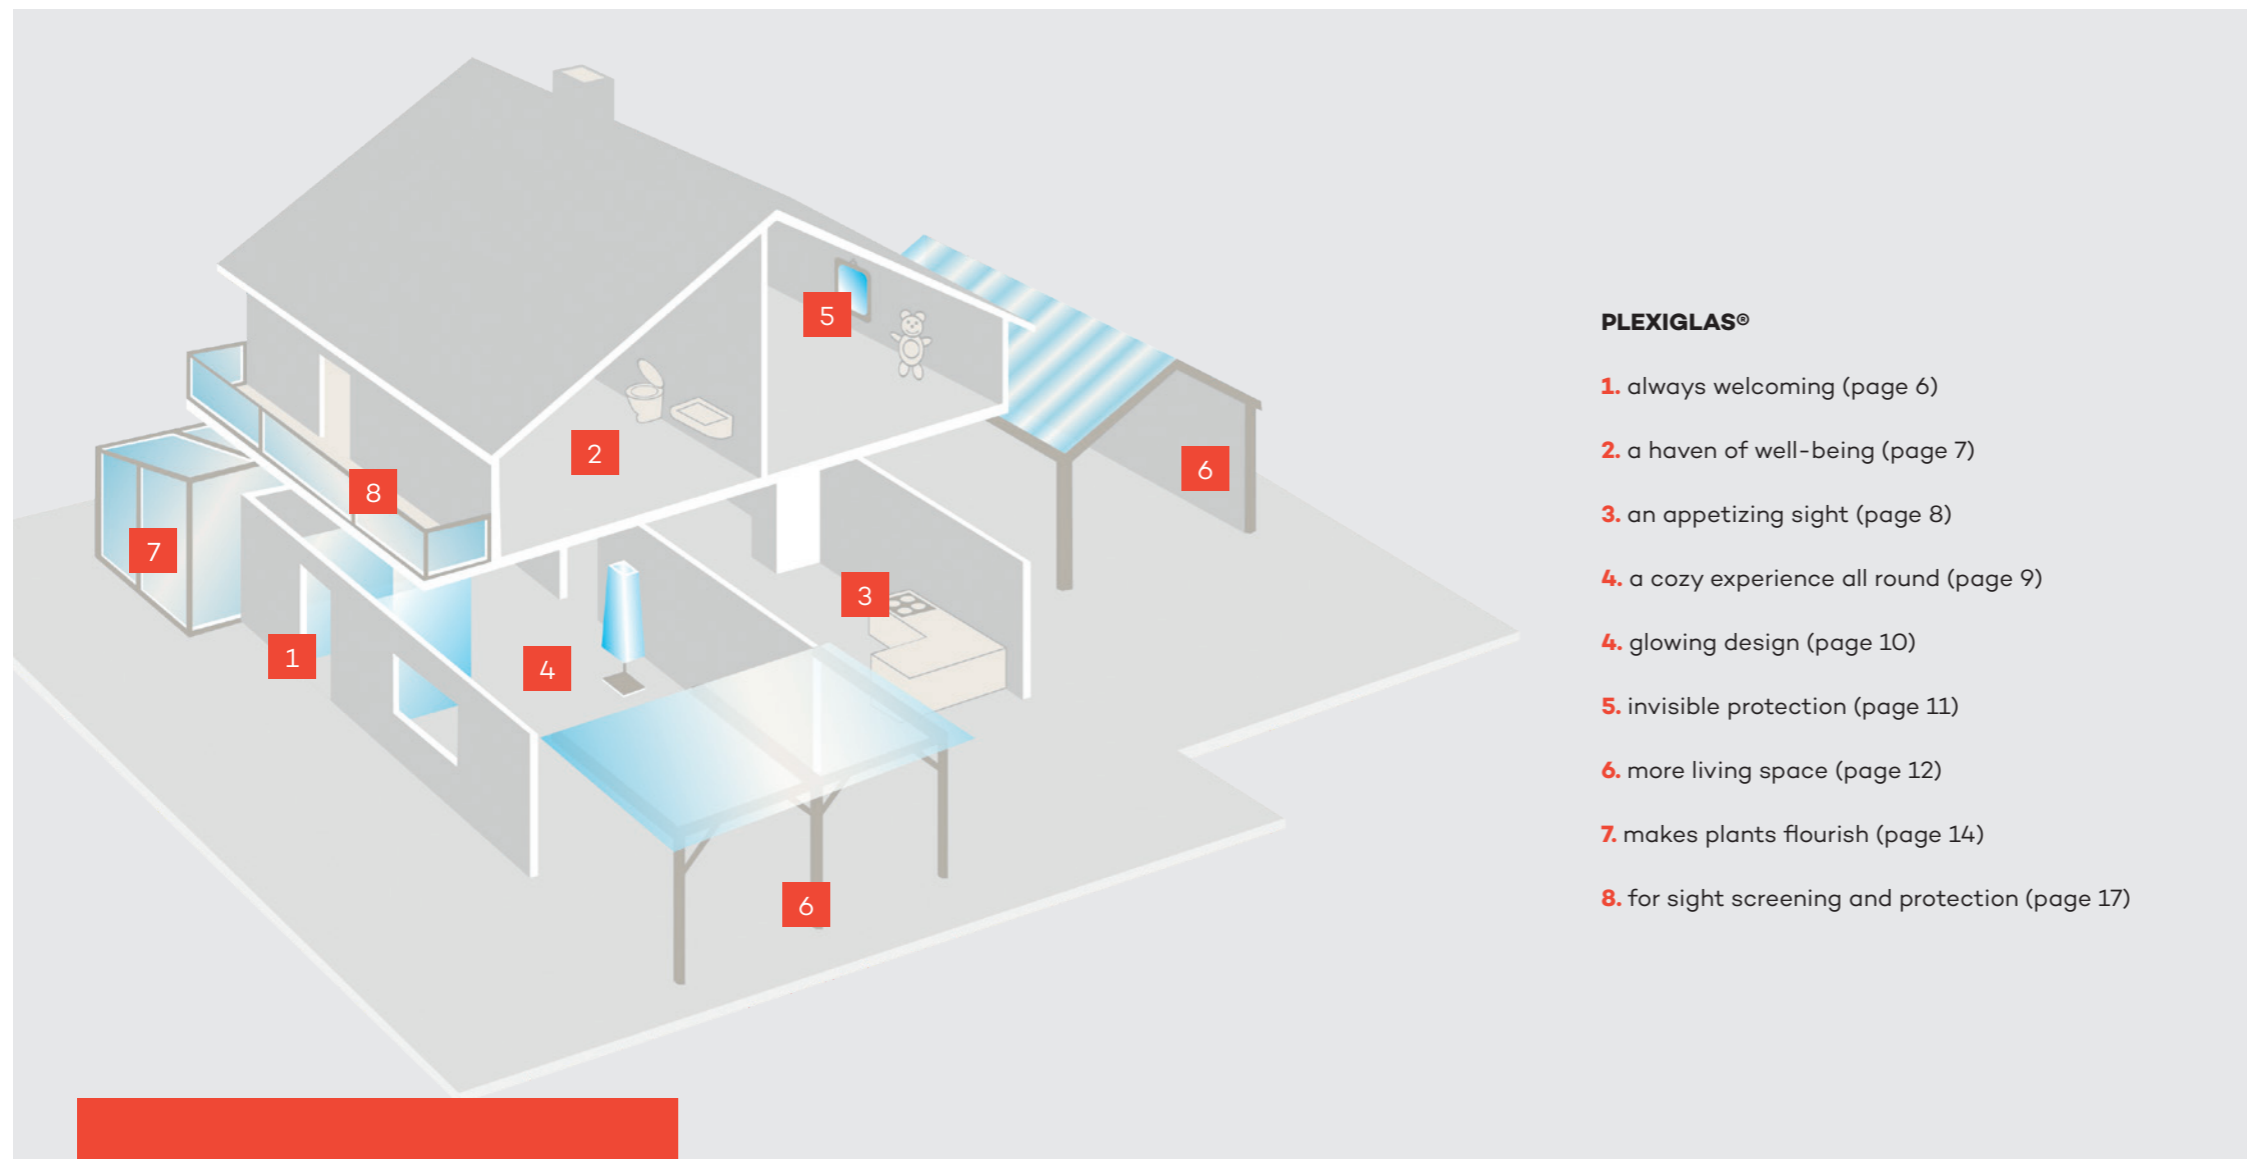 5
2
6
8
7
3
1
4
6
PLEXIGLAS®
1. always welcoming (page 6)
2. a haven of well-being (page 7)
3. an appetizing sight (page 8)
4. a cozy experience all round (page 9)
4. glowing design (page 10)
5. invisible protection (page 11)
6. more living space (page 12)
7. makes plants flourish (page 14)
8. for sight screening and protection (page 17)